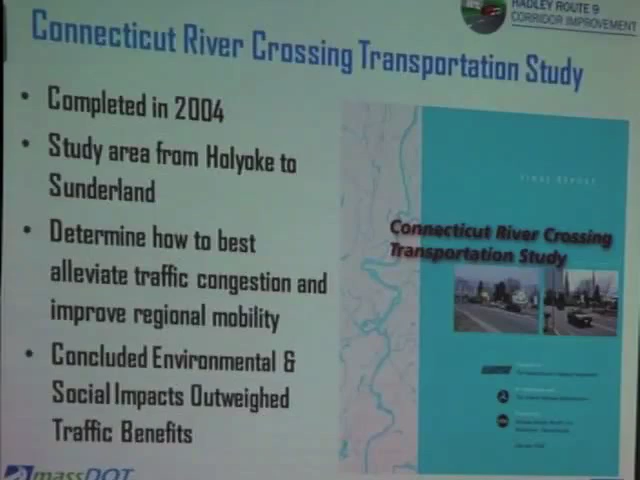 HADLEY ROUTE 9
CORRIDOR IMPROVEMENT
Connecticut River Crossing Transportation Study
• Completed in 2004
• Study area from Holyoke to
Sunderland
• Determine how to best
alleviate traffic congestion and
improve regional mobility
• Concluded Environmental &
Social Impacts Outweighed
Traffic Benefits
FINAL REPORT
Connecticut River Crossing
Transportation Study
massDOT